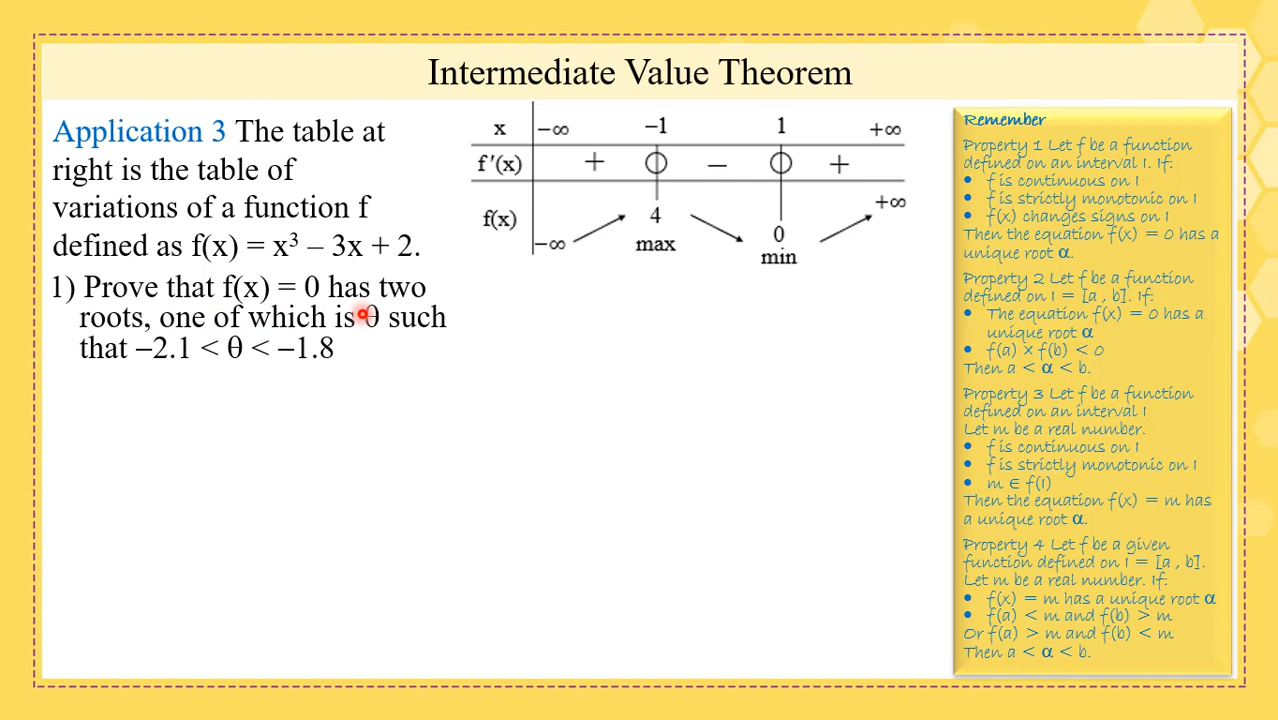 Intermediate Value Theorem
Application 3 The table at
right is the table of
variations of a function f
defined as f(x) = x³ – 3x + 2.
1) Prove that f(x) = 0 has two
roots, one of which is θ such
that –2.1 < θ < –1.8
x –∞ –1 1 +∞
f'(x) + 0 – 0 +
f(x) –∞ 4 max 0 min +∞
Remember
Property 1 Let f be a function
defined on an interval I. If:
• f is continuous on I
• f is strictly monotonic on I
• f(x) changes signs on I
Then the equation f(x) = 0 has a
unique root α.
Property 2 Let f be a function
defined on I = [a , b]. If:
• The equation f(x) = 0 has a
unique root α
• f(a) × f(b) < 0
Then a < α < b.
Property 3 Let f be a function
defined on an interval I
Let m be a real number.
• f is continuous on I
• f is strictly monotonic on I
• m ∈ f(I)
Then the equation f(x) = m has
a unique root α.
Property 4 Let f be a given
function defined on I = [a , b].
Let m be a real number. If:
• f(x) = m has a unique root α
• f(a) < m and f(b) > m
Or f(a) > m and f(b) < m
Then a < α < b.